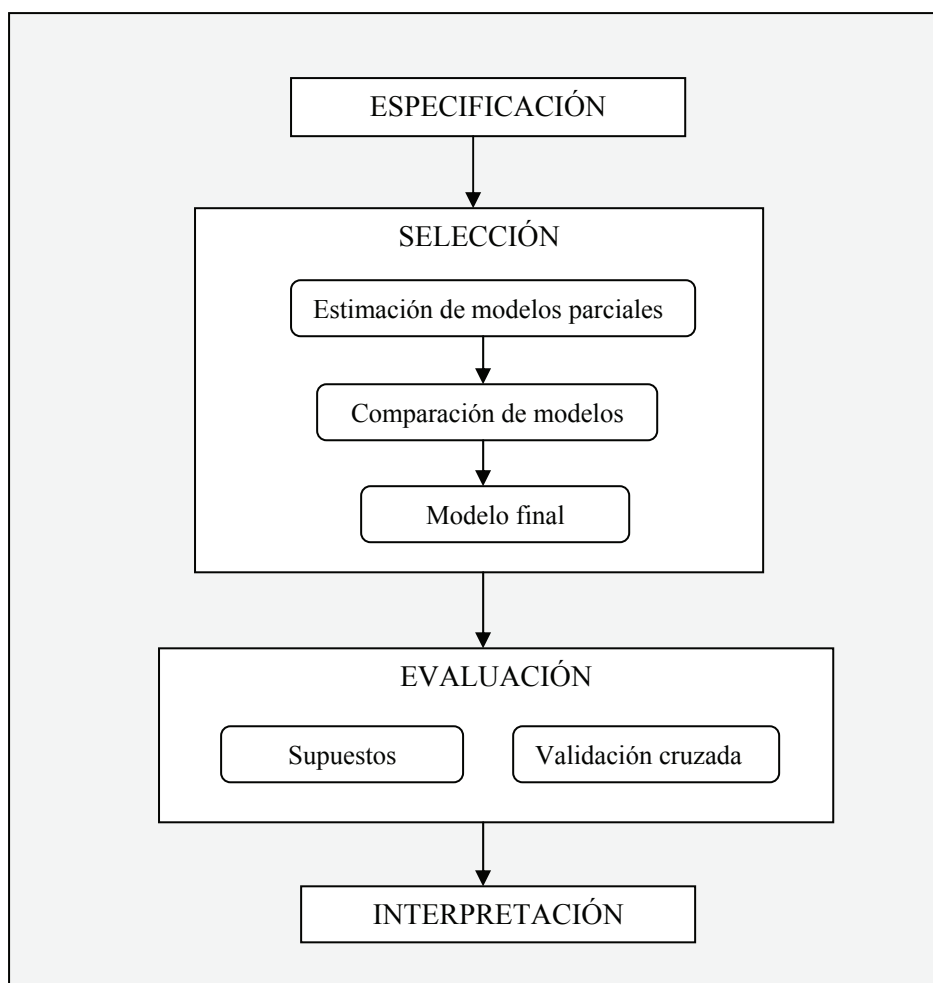 ESPECIFICACIÓN
SELECCIÓN
Estimación de modelos parciales
Comparación de modelos
Modelo final
EVALUACIÓN
Supuestos
Validación cruzada
INTERPRETACIÓN